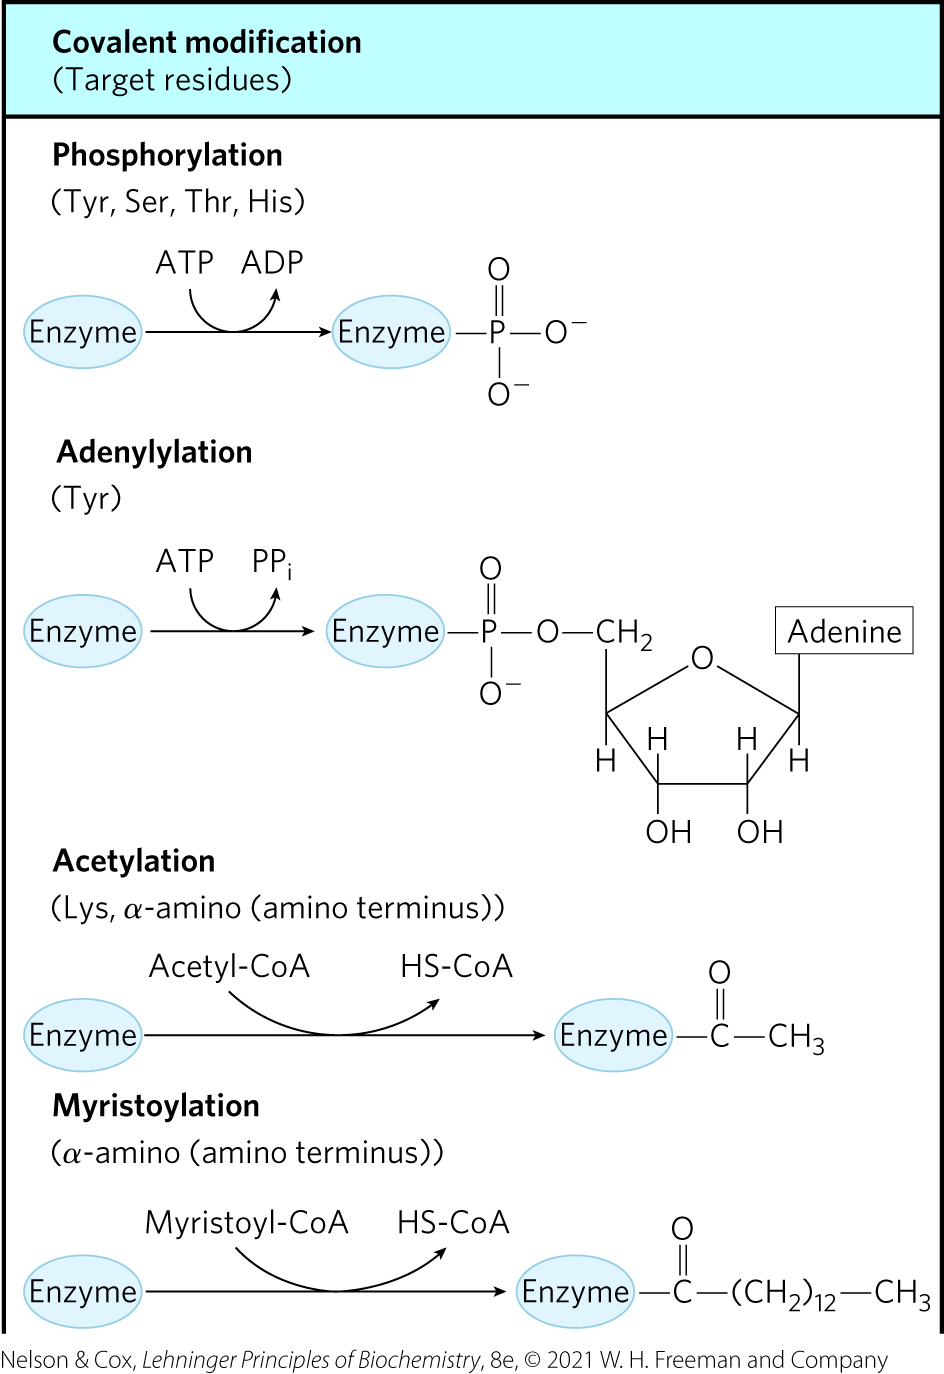 Covalent modification
(Target residues)
Phosphorylation
(Tyr, Ser, Thr, His)
ATP ADP
Enzyme Enzyme P O⁻
O
O⁻
Adenylylation
(Tyr)
ATP PPᵢ
Enzyme Enzyme P O CH₂
O
O⁻
O
Adenine
H H H H
OH OH
Acetylation
(Lys, α-amino (amino terminus))
Acetyl-CoA HS-CoA
O
Enzyme Enzyme C CH₃
Myristoylation
(α-amino (amino terminus))
Myristoyl-CoA HS-CoA
O
Enzyme Enzyme C (CH₂)₁₂ CH₃
Nelson & Cox, Lehninger Principles of Biochemistry, 8e, © 2021 W. H. Freeman and Company